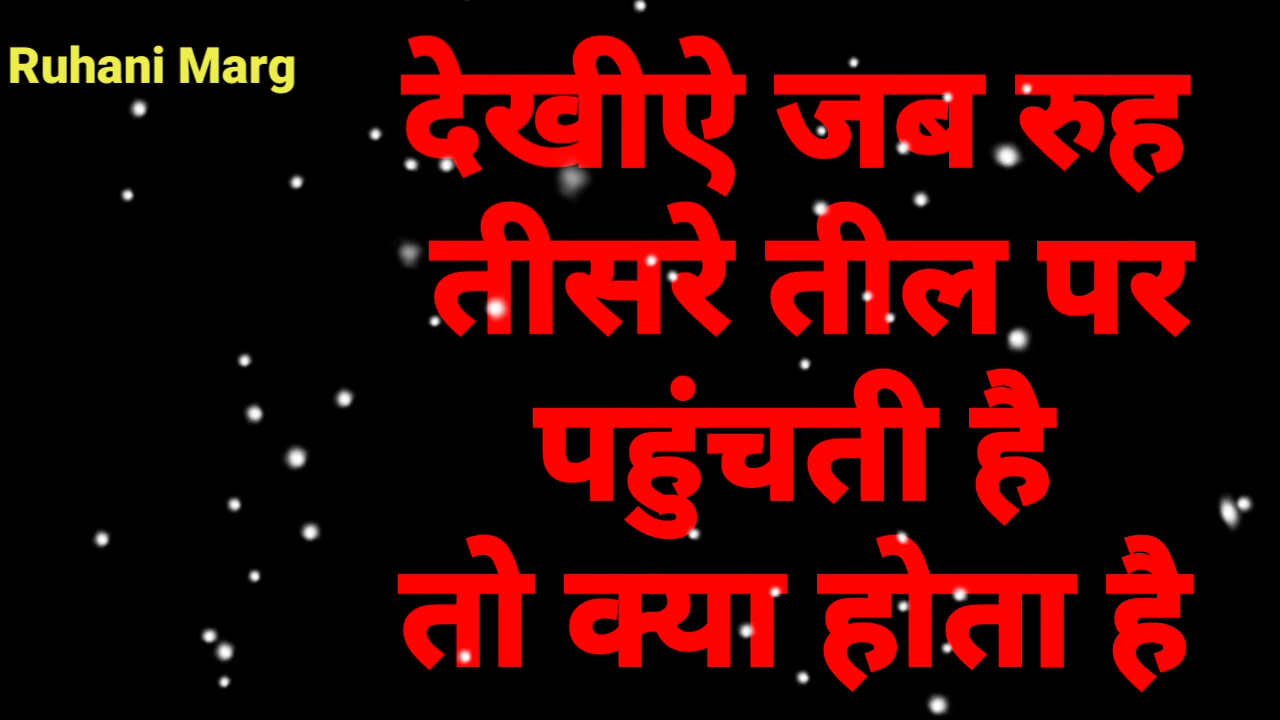 Ruhani Marg
देखीऐ जब रुह
तीसरे तील पर
पहुंचती है
तो क्या होता है